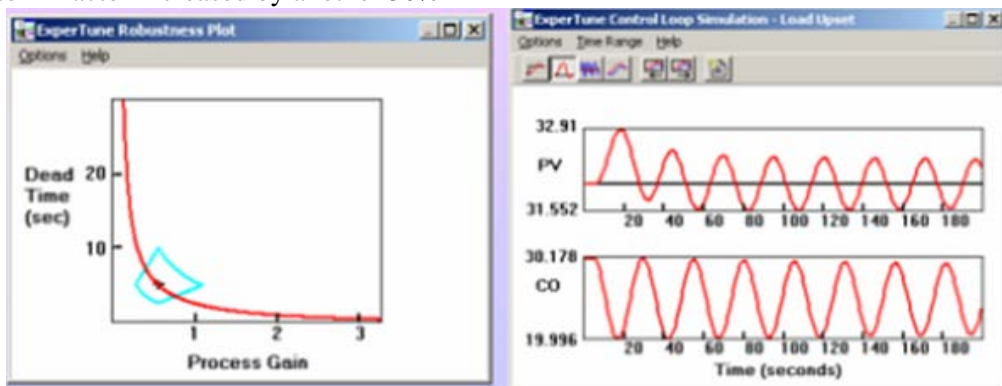 ExperTune Robustness Plot
Options Help
Dead
Time
(sec)
20
10
1 2 3
Process Gain
ExperTune Control Loop Simulation - Load Upset
Options Time Range Help
32.91
PV
31.552
20 40 60 80 100 120 140 160 180
30.178
CO
19.996
20 40 60 80 100 120 140 160 180
Time (seconds)